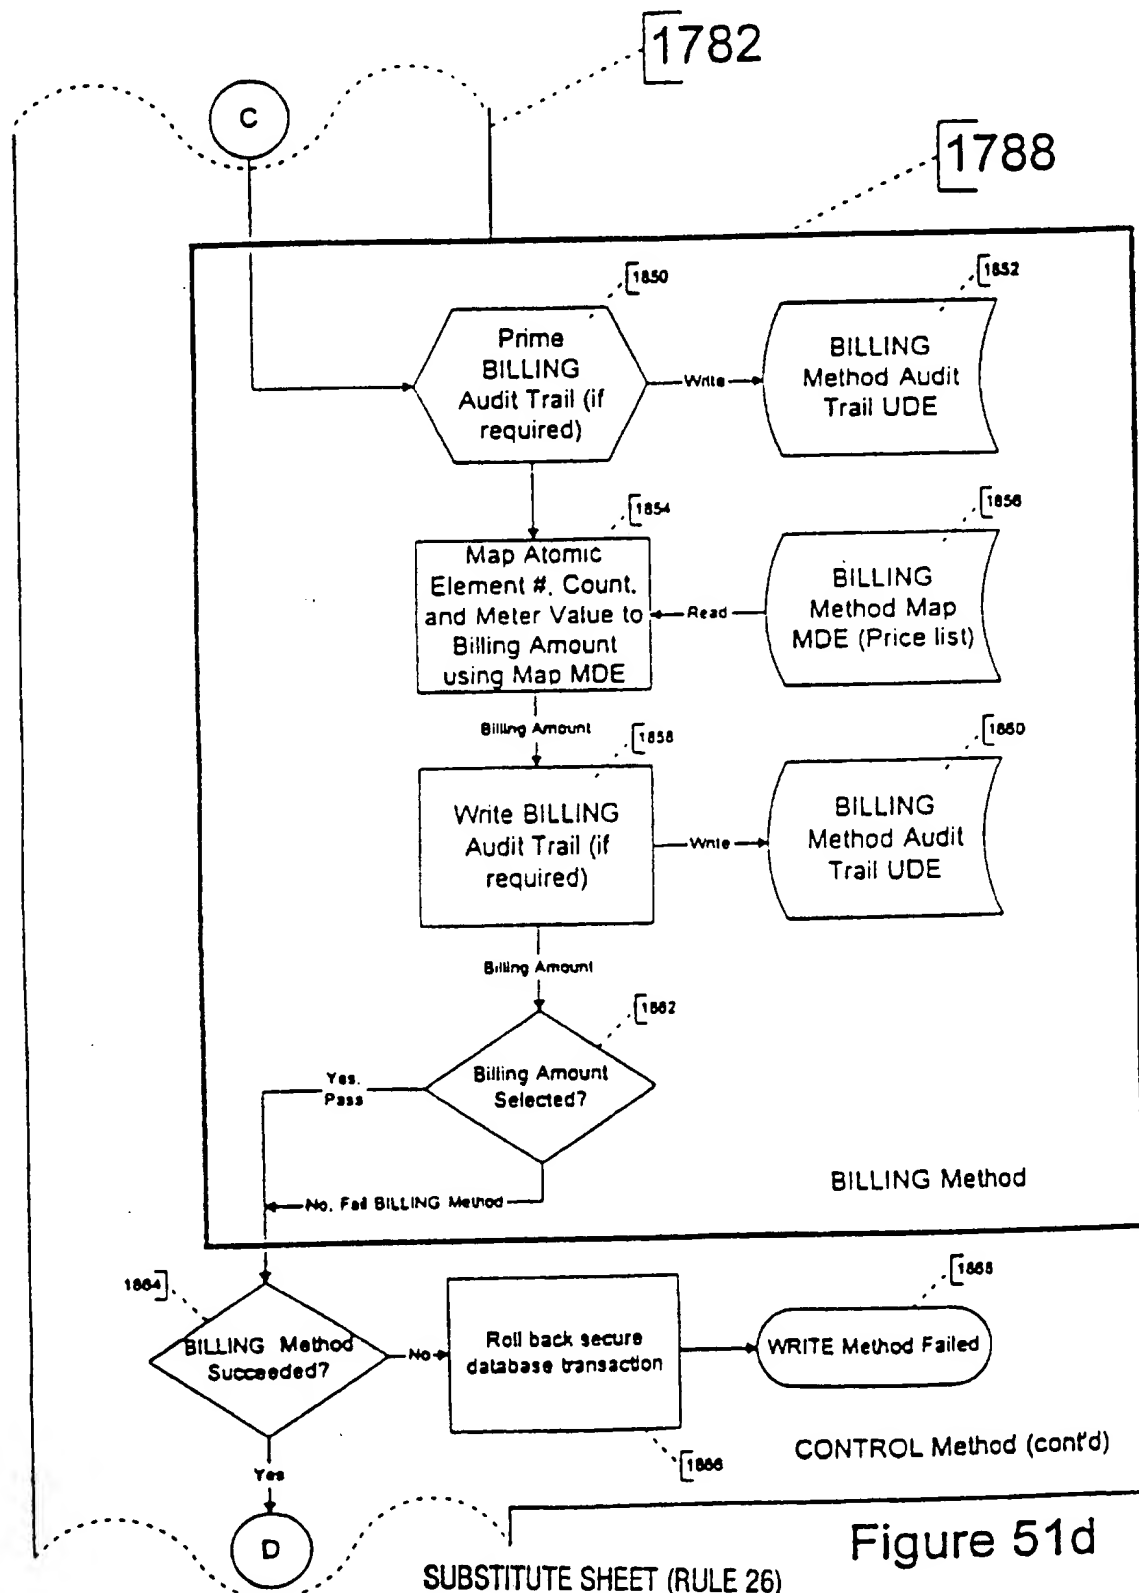 1782
C
1788
1850
1852
Prime
BILLING
Audit Trail (if
required)
Write
BILLING
Method Audit
Trail UDE
1854
1856
Map Atomic
Element #, Count,
and Meter Value to
Billing Amount
using Map MDE
Read
BILLING
Method Map
MDE (Price list)
Billing Amount
1858
1860
Write BILLING
Audit Trail (if
required)
Write
BILLING
Method Audit
Trail UDE
Billing Amount
1862
Billing Amount
Selected?
Yes,
Pass
No, Fail BILLING Method
BILLING Method
1864
BILLING Method
Succeeded?
No
Roll back secure
database transaction
1868
WRITE Method Failed
1866
CONTROL Method (cont'd)
Yes
D
Figure 51d
SUBSTITUTE SHEET (RULE 26)